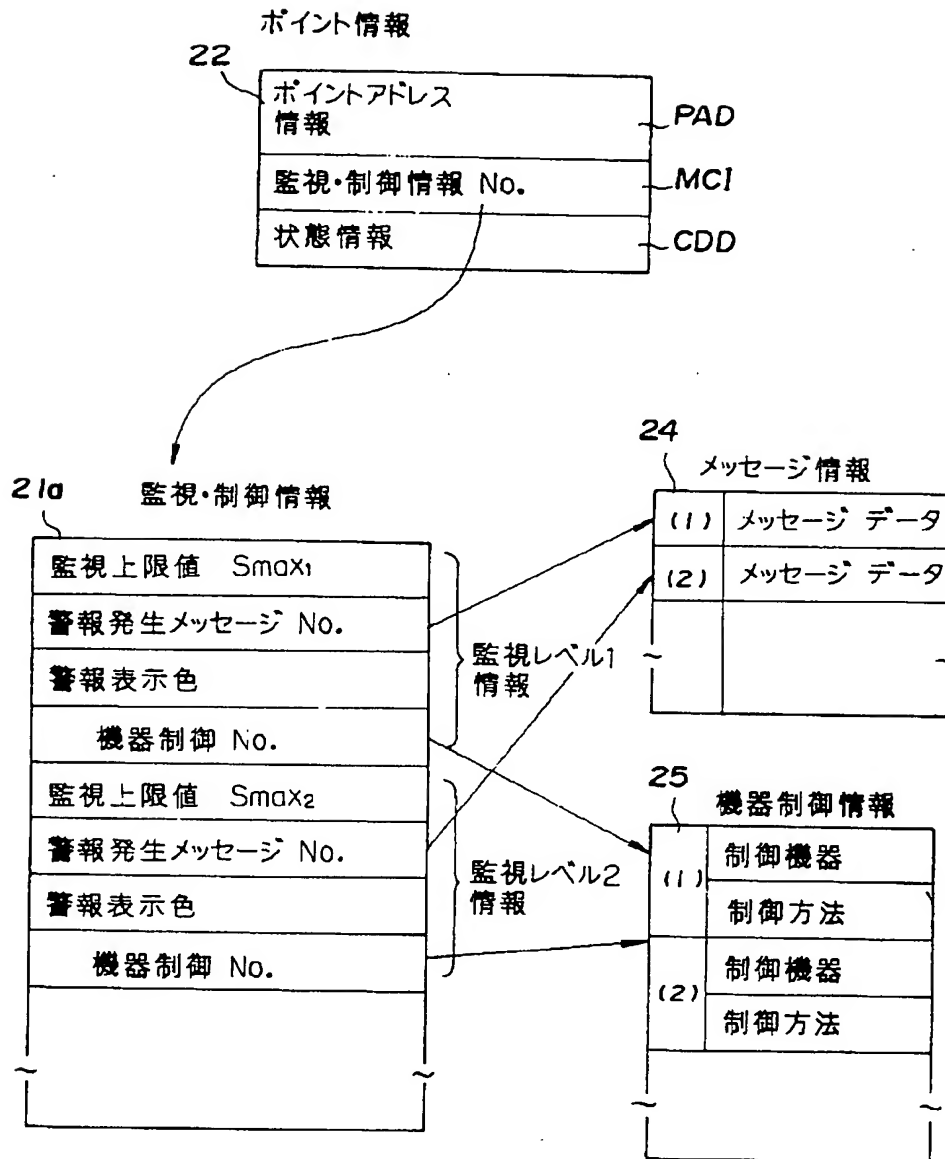 ポイント情報
22
ポイントアドレス
情報
PAD
監視・制御情報 No.
MCI
状態情報
CDD
21a
監視・制御情報
監視上限値 Smax1
警報発生メッセージ No.
警報表示色
機器制御 No.
監視レベル1
情報
監視上限値 Smax2
警報発生メッセージ No.
警報表示色
機器制御 No.
監視レベル2
情報
24
メッセージ情報
(1) メッセージ データ
(2) メッセージ データ
25
機器制御情報
(1)
制御機器
制御方法
(2)
制御機器
制御方法